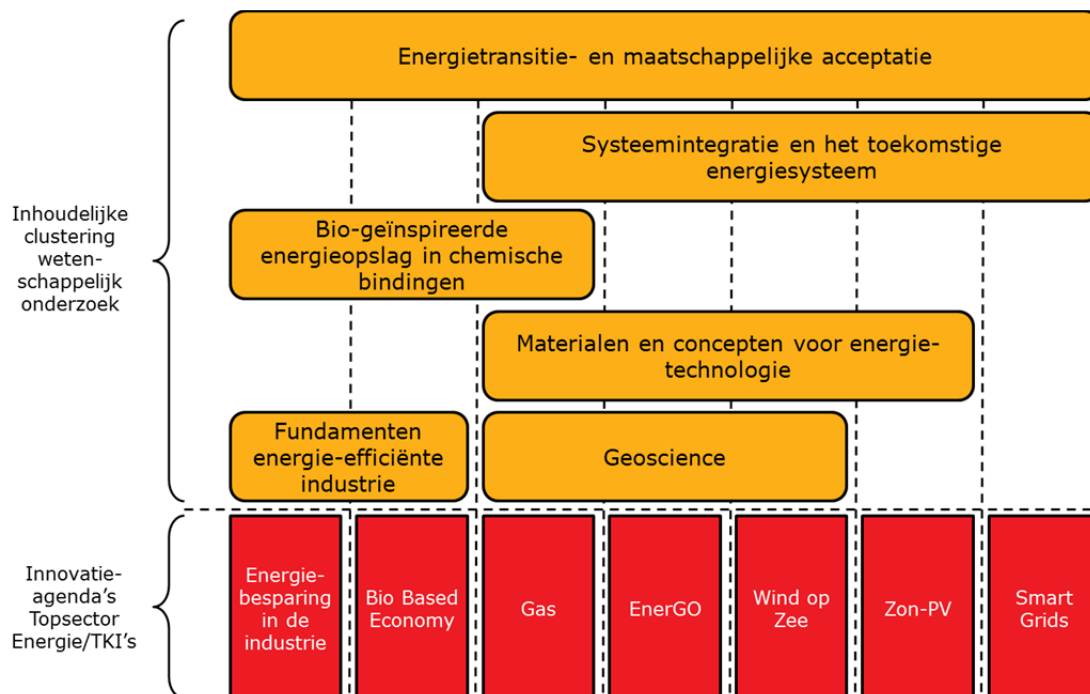 Energietransitie- en maatschappelijke acceptatie
Systeemintegratie en het toekomstige
energiesysteem
Inhoudelijke
clustering
weten-
schappelijk
onderzoek
Bio-geïnspireerde
energieopslag in chemische
bindingen
Materialen en concepten voor energie-
technologie
Fundamenten
energie-efficiënte
industrie
Geoscience
Innovatie-
agenda's
Topsector
Energie/TKI's
Energie-
besparing
in de
industrie
Bio Based
Economy
Gas
EnerGO
Wind op
Zee
Zon-PV
Smart
Grids